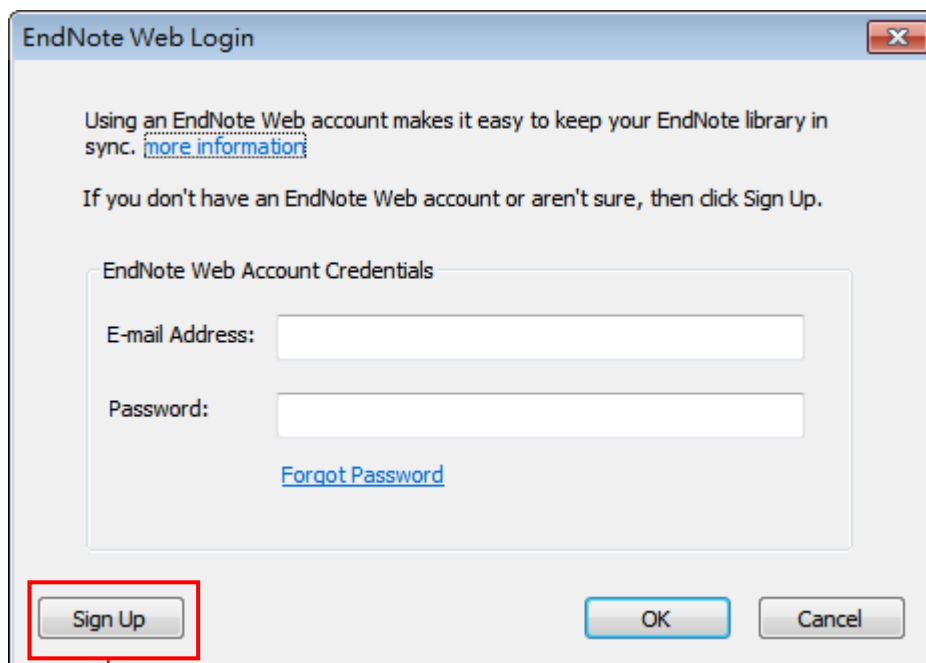 EndNote Web Login
Using an EndNote Web account makes it easy to keep your EndNote library in
sync. more information
If you don't have an EndNote Web account or aren't sure, then click Sign Up.
EndNote Web Account Credentials
E-mail Address:
Password:
Forgot Password
Sign Up OK Cancel